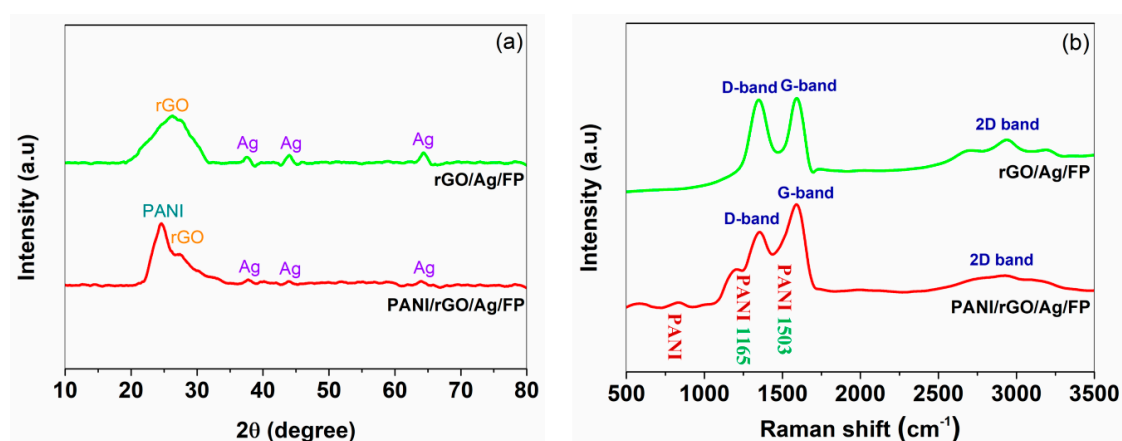 (a)
rGO
Ag
Ag
Ag
rGO/Ag/FP
PANI
rGO
Ag
Ag
Ag
PANI/rGO/Ag/FP
Intensity (a.u)
10 20 30 40 50 60 70 80
2θ (degree)
(b)
D-band
G-band
2D band
rGO/Ag/FP
G-band
D-band
2D band
PANI/rGO/Ag/FP
PANI
PANI 1165
PANI 1503
Intensity (a.u)
500 1000 1500 2000 2500 3000 3500
Raman shift (cm⁻¹)